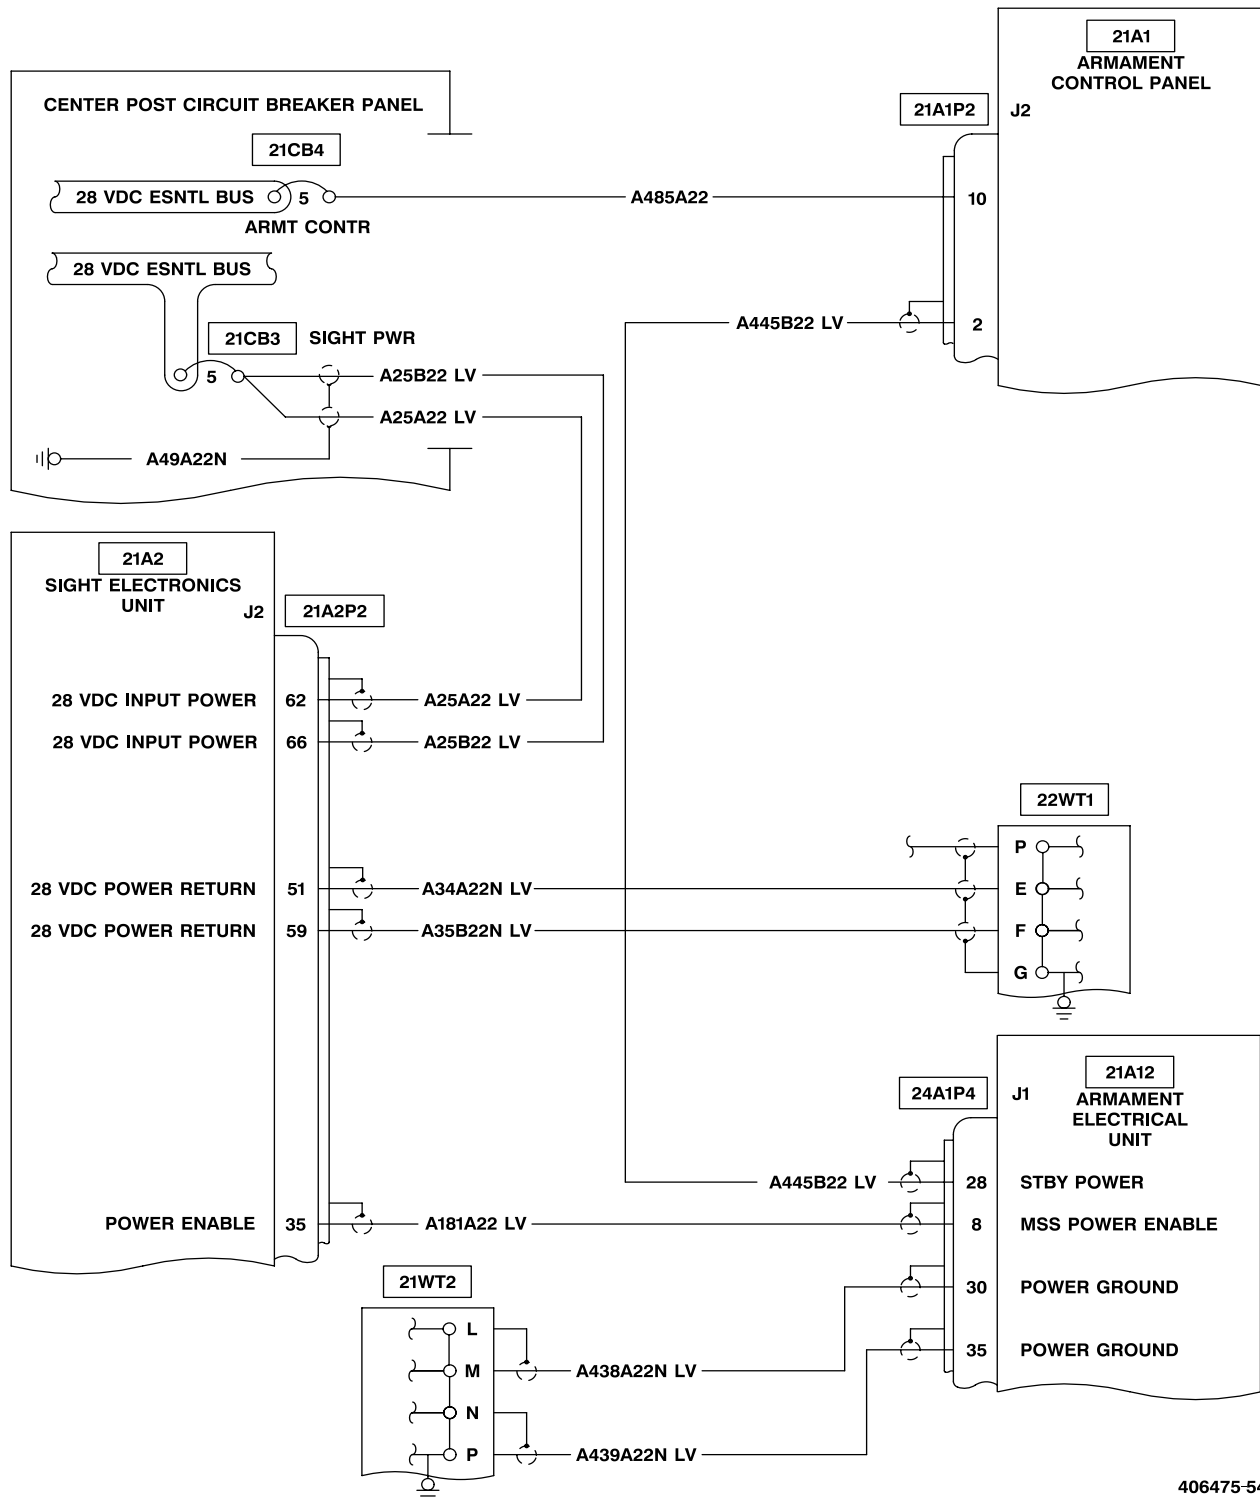 21A1
ARMAMENT
CONTROL PANEL
21A1P2
J2
CENTER POST CIRCUIT BREAKER PANEL
21CB4
28 VDC ESNTL BUS
5
A485A22
10
ARMT CONTR
28 VDC ESNTL BUS
21CB3
SIGHT PWR
A445B22 LV
2
5
A25B22 LV
A25A22 LV
A49A22N
21A2
SIGHT ELECTRONICS
UNIT
J2
21A2P2
28 VDC INPUT POWER
62
A25A22 LV
28 VDC INPUT POWER
66
A25B22 LV
22WT1
P
28 VDC POWER RETURN
51
A34A22N LV
E
28 VDC POWER RETURN
59
A35B22N LV
F
G
21A12
24A1P4
J1
ARMAMENT
ELECTRICAL
UNIT
A445B22 LV
28
STBY POWER
POWER ENABLE
35
A181A22 LV
8
MSS POWER ENABLE
21WT2
30
POWER GROUND
L
35
POWER GROUND
M
A438A22N LV
N
P
A439A22N LV
406475-54